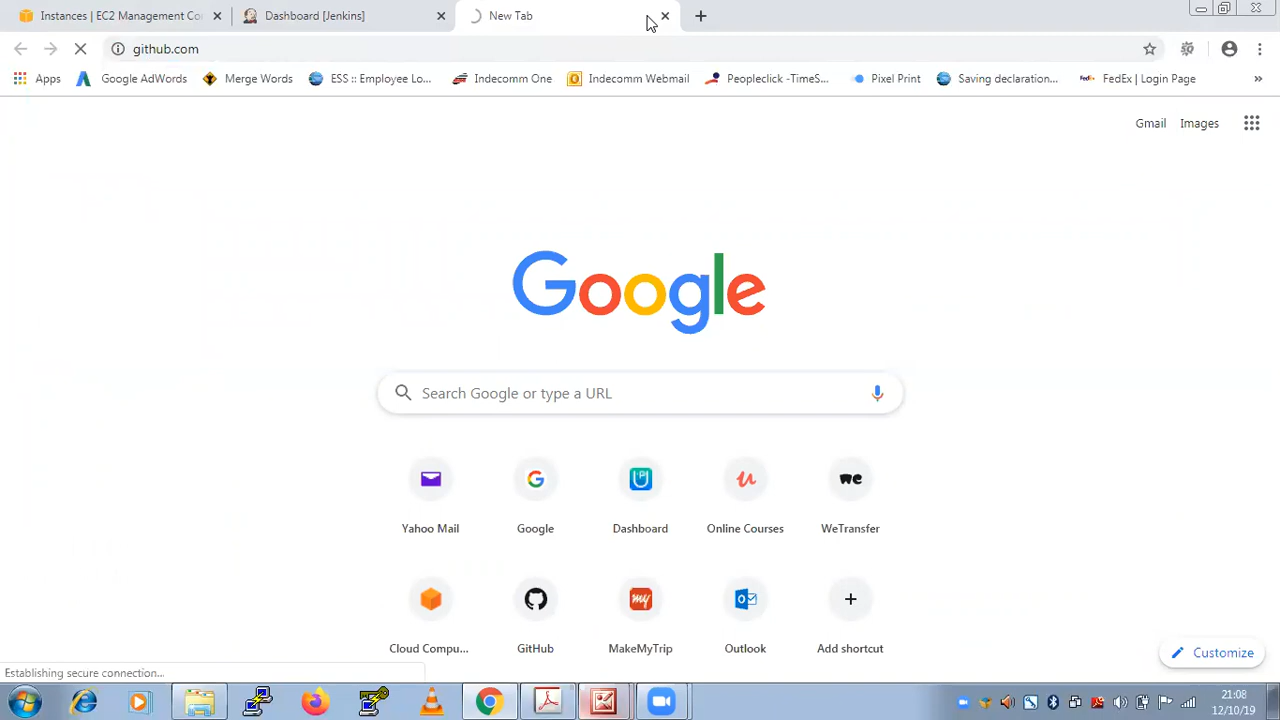 Instances | EC2 Management Co
Dashboard [Jenkins]
New Tab
github.com
Apps
Google AdWords
Merge Words
ESS :: Employee Lo...
Indecomm One
Indecomm Webmail
Peopleclick -TimeS...
Pixel Print
Saving declaration...
FedEx | Login Page
»
Gmail
Images
Google
Search Google or type a URL
Yahoo Mail
Google
Dashboard
Online Courses
WeTransfer
Cloud Compu...
GitHub
MakeMyTrip
Outlook
Add shortcut
Customize
Establishing secure connection...
21:08
12/10/19